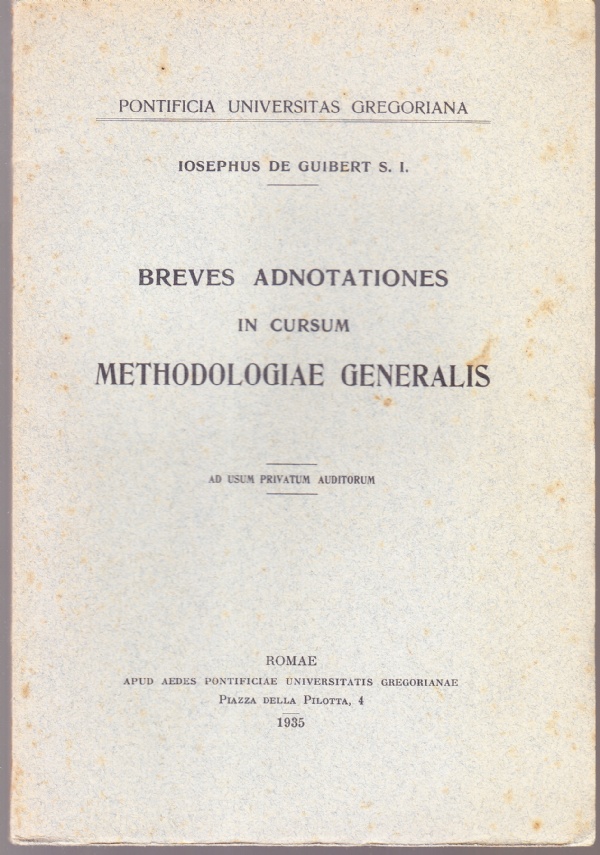 PONTIFICIA UNIVERSITAS GREGORIANA
IOSEPHUS DE GUIBERT S. I.
BREVES ADNOTATIONES
IN CURSUM
METHODOLOGIAE GENERALIS
AD USUM PRIVATUM AUDITORUM
ROMAE
APUD AEDES PONTIFICIAE UNIVERSITATIS GREGORIANAE
PIAZZA DELLA PILOTTA, 4
1935